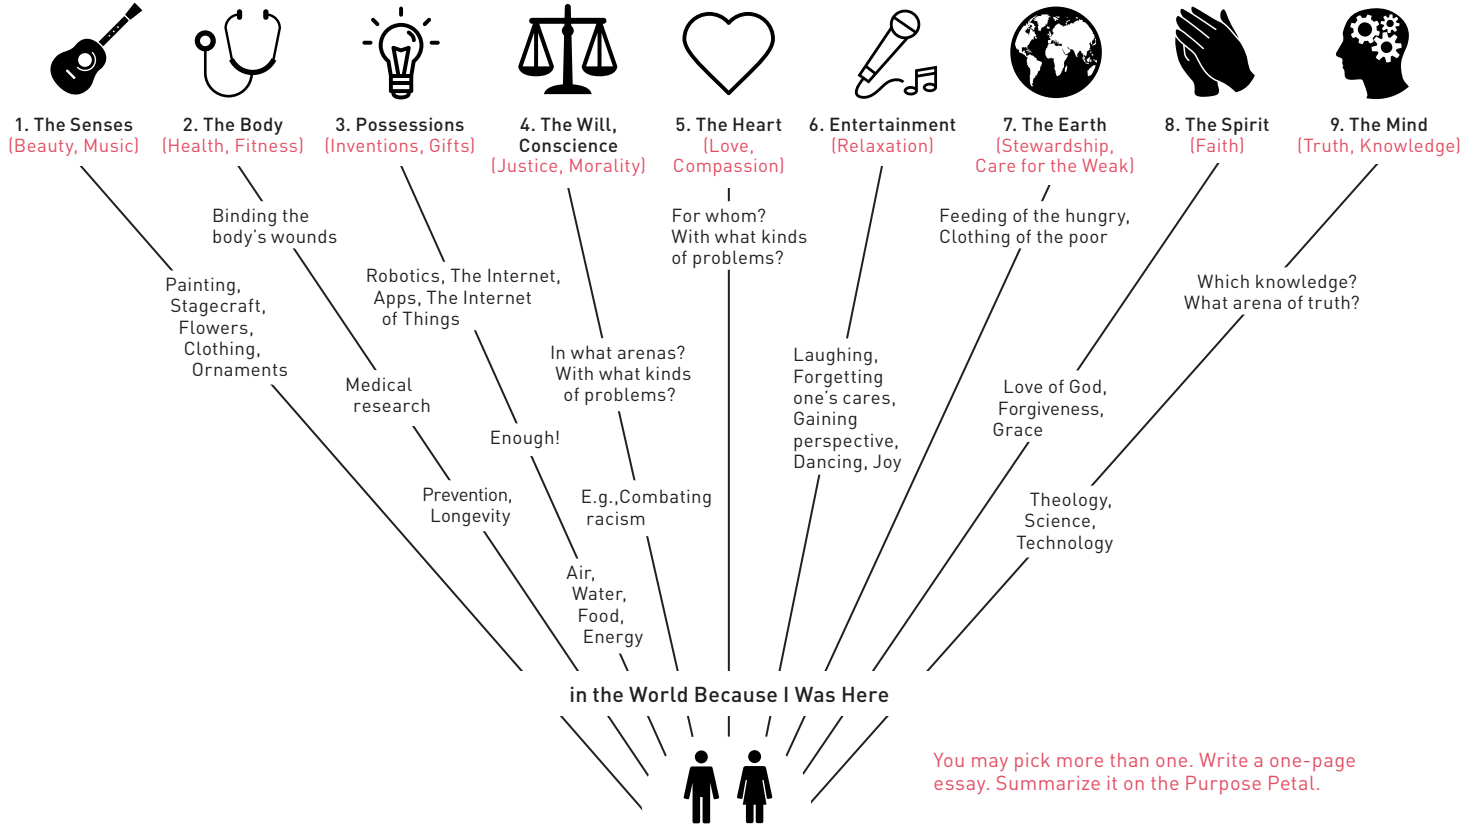 1. The Senses
(Beauty, Music)
2. The Body
(Health, Fitness)
3. Possessions
(Inventions, Gifts)
4. The Will,
Conscience
(Justice, Morality)
5. The Heart
(Love,
Compassion)
6. Entertainment
(Relaxation)
7. The Earth
(Stewardship,
Care for the Weak)
8. The Spirit
(Faith)
9. The Mind
(Truth, Knowledge)
Painting,
Stagecraft,
Flowers,
Clothing,
Ornaments
Binding the
body's wounds
Medical
research
Prevention,
Longevity
Robotics, The Internet,
Apps, The Internet
of Things
Enough!
Air,
Water,
Food,
Energy
In what arenas?
With what kinds
of problems?
E.g.,Combating
racism
For whom?
With what kinds
of problems?
Laughing,
Forgetting
one's cares,
Gaining
perspective,
Dancing, Joy
Feeding of the hungry,
Clothing of the poor
Love of God,
Forgiveness,
Grace
Which knowledge?
What arena of truth?
Theology,
Science,
Technology
in the World Because I Was Here
You may pick more than one. Write a one-page
essay. Summarize it on the Purpose Petal.